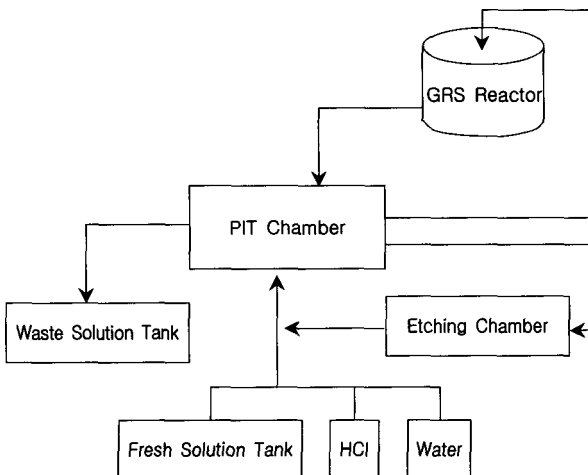 GRS Reactor
PIT Chamber
Waste Solution Tank
Etching Chamber
Fresh Solution Tank
HCl
Water